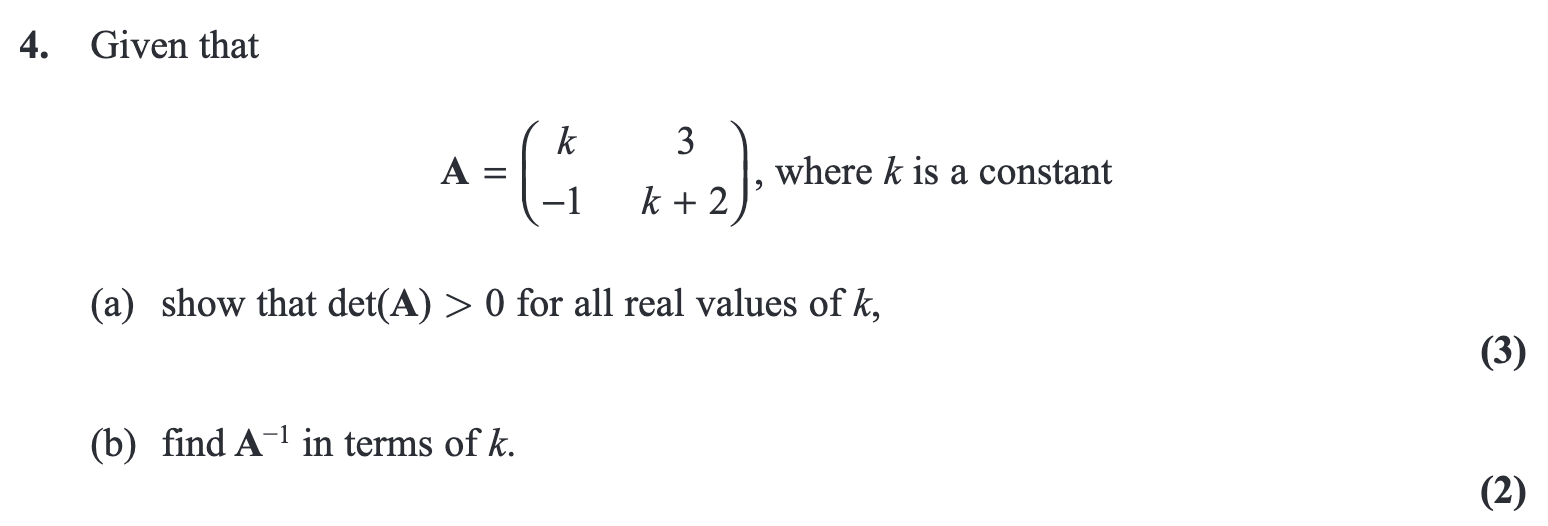 4. Given that
A = ( k 3
-1 k + 2 ), where k is a constant
(a) show that det(A) > 0 for all real values of k,
(3)
(b) find A⁻¹ in terms of k.
(2)